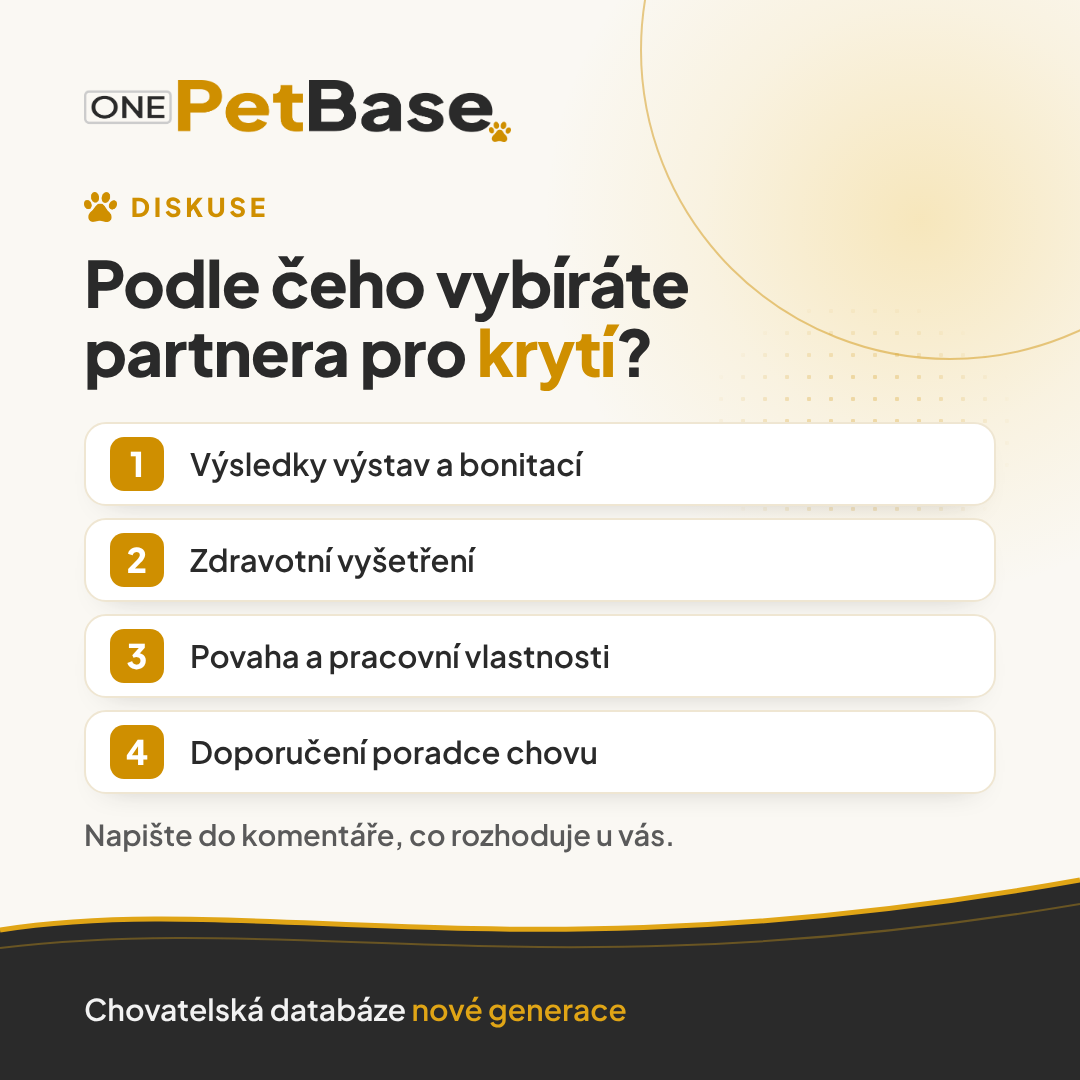 ONE PetBase
DISKUSE
Podle čeho vybíráte
partnera pro krytí?
1 Výsledky výstav a bonitací
2 Zdravotní vyšetření
3 Povaha a pracovní vlastnosti
4 Doporučení poradce chovu
Napište do komentáře, co rozhoduje u vás.
Chovatelská databáze nové generace